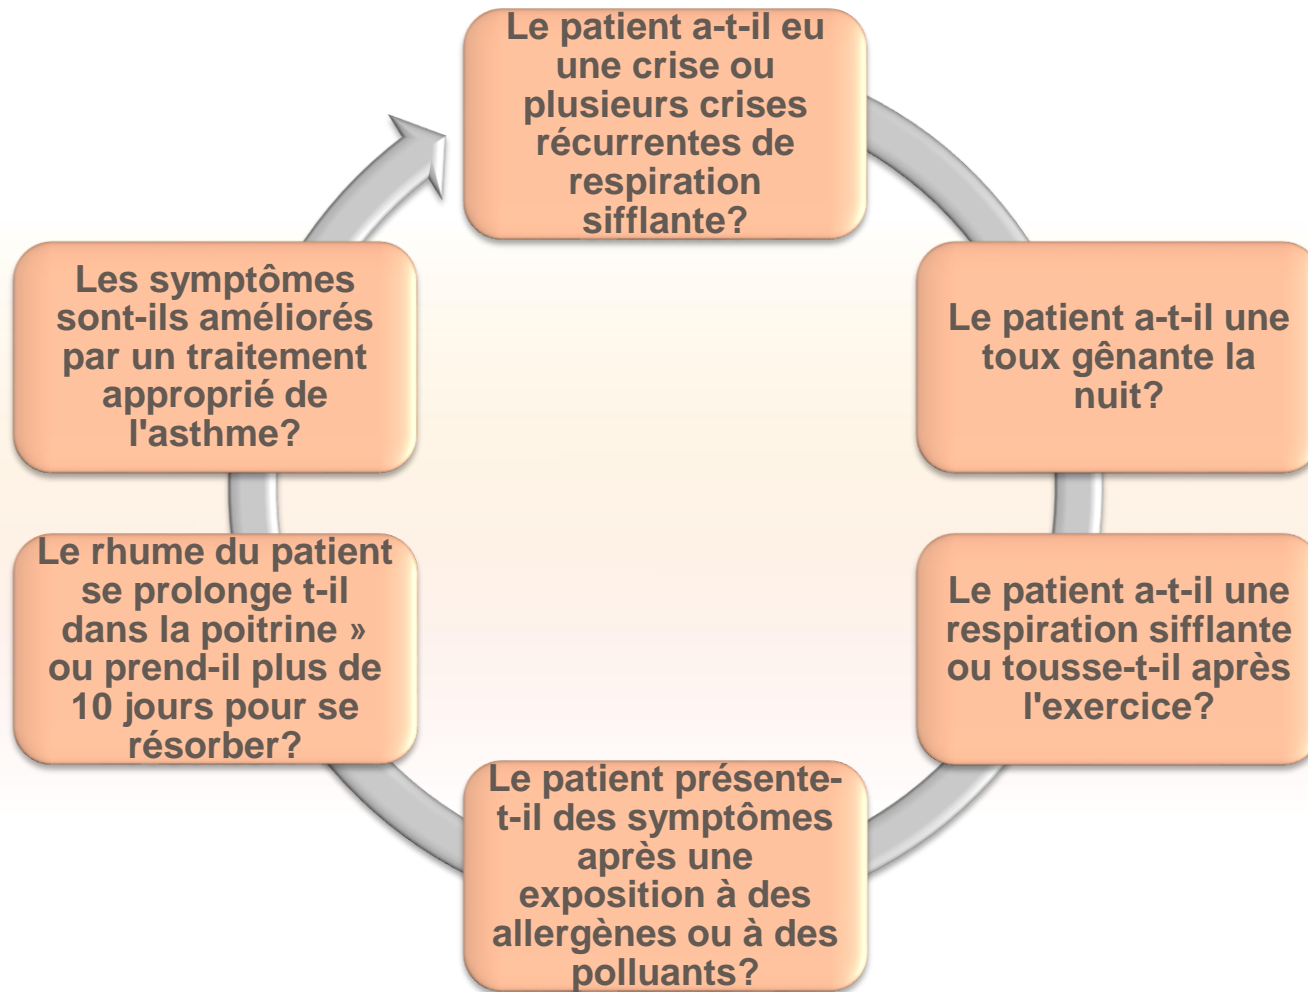 Le patient a-t-il eu
une crise ou
plusieurs crises
récurrentes de
respiration
sifflante?
Le patient a-t-il une
toux gênante la
nuit?
Le patient a-t-il une
respiration sifflante
ou tousse-t-il après
l'exercice?
Le patient présente-
t-il des symptômes
après une
exposition à des
allergènes ou à des
polluants?
Le rhume du patient
se prolonge t-il
dans la poitrine »
ou prend-il plus de
10 jours pour se
résorber?
Les symptômes
sont-ils améliorés
par un traitement
approprié de
l'asthme?